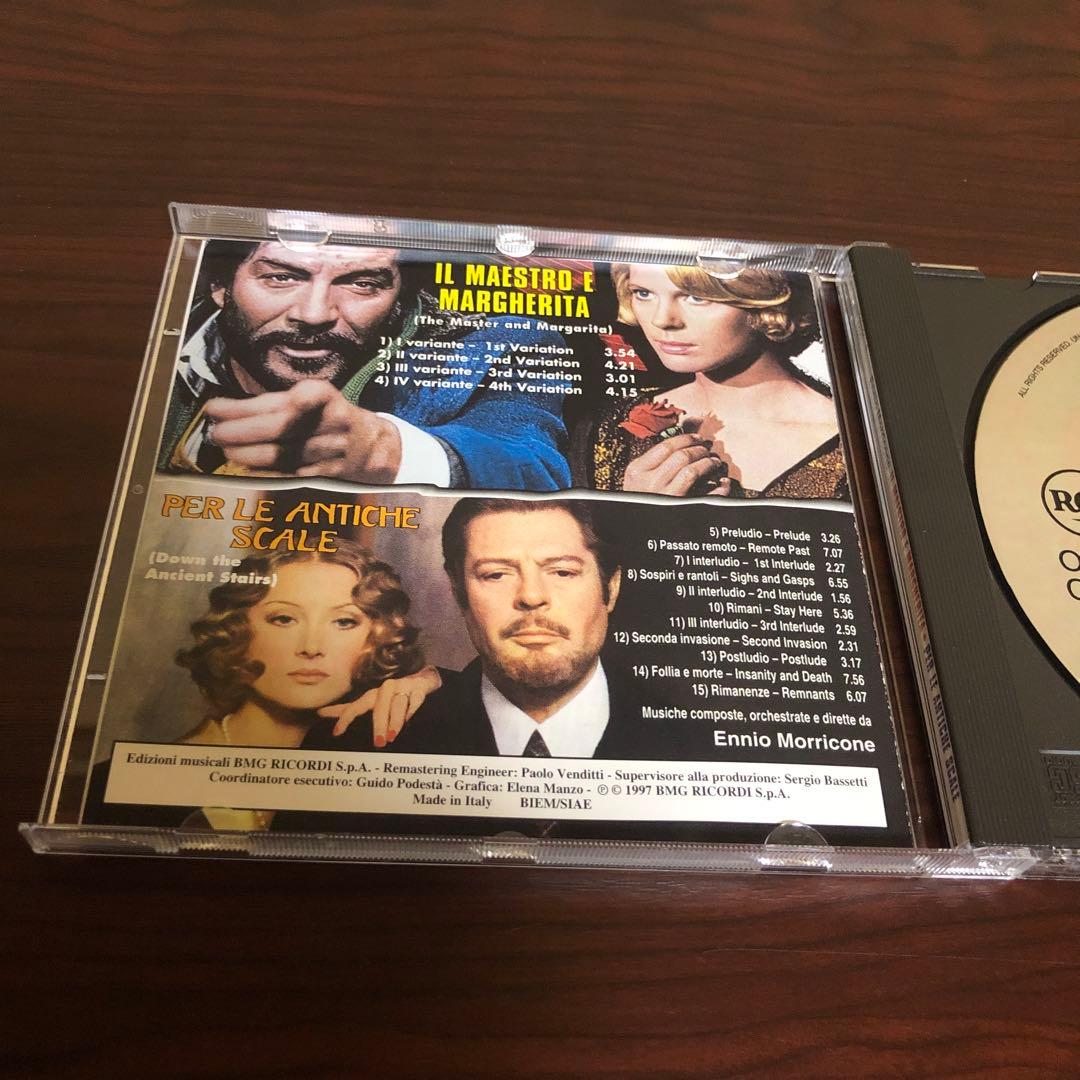 IL MAESTRO E
MARGHERITA
(The Master and Margarita)
1) I variante – 1st Variation 3.54
2) II variante – 2nd Variation 4.21
3) III variante – 3rd Variation 3.01
4) IV variante – 4th Variation 4.15
PER LE ANTICHE
SCALE
(Down the
Ancient Stairs)
5) Preludio – Prelude 3.26
6) Passato remoto – Remote Past 7.07
7) I interludio – 1st Interlude 2.27
8) Sospiri e rantoli – Sighs and Gasps 6.55
9) II interludio – 2nd Interlude 1.56
10) Rimani – Stay Here 5.36
11) III interludio – 3rd Interlude 2.59
12) Seconda invasione – Second Invasion 2.31
13) Postludio – Postlude 3.17
14) Follia e morte – Insanity and Death 7.56
15) Rimanenze – Remnants 6.07
Musiche composte, orchestrate e dirette da
Ennio Morricone
Edizioni musicali BMG RICORDI S.p.A. - Remastering Engineer: Paolo Venditti - Supervisore alla produzione: Sergio Bassetti
Coordinatore esecutivo: Guido Podestà - Grafica: Elena Manzo - ℗ © 1997 BMG RICORDI S.p.A.
Made in Italy BIEM/SIAE
PER LE ANTICHE SCALE
ALL RIGHTS RESERVED. UN